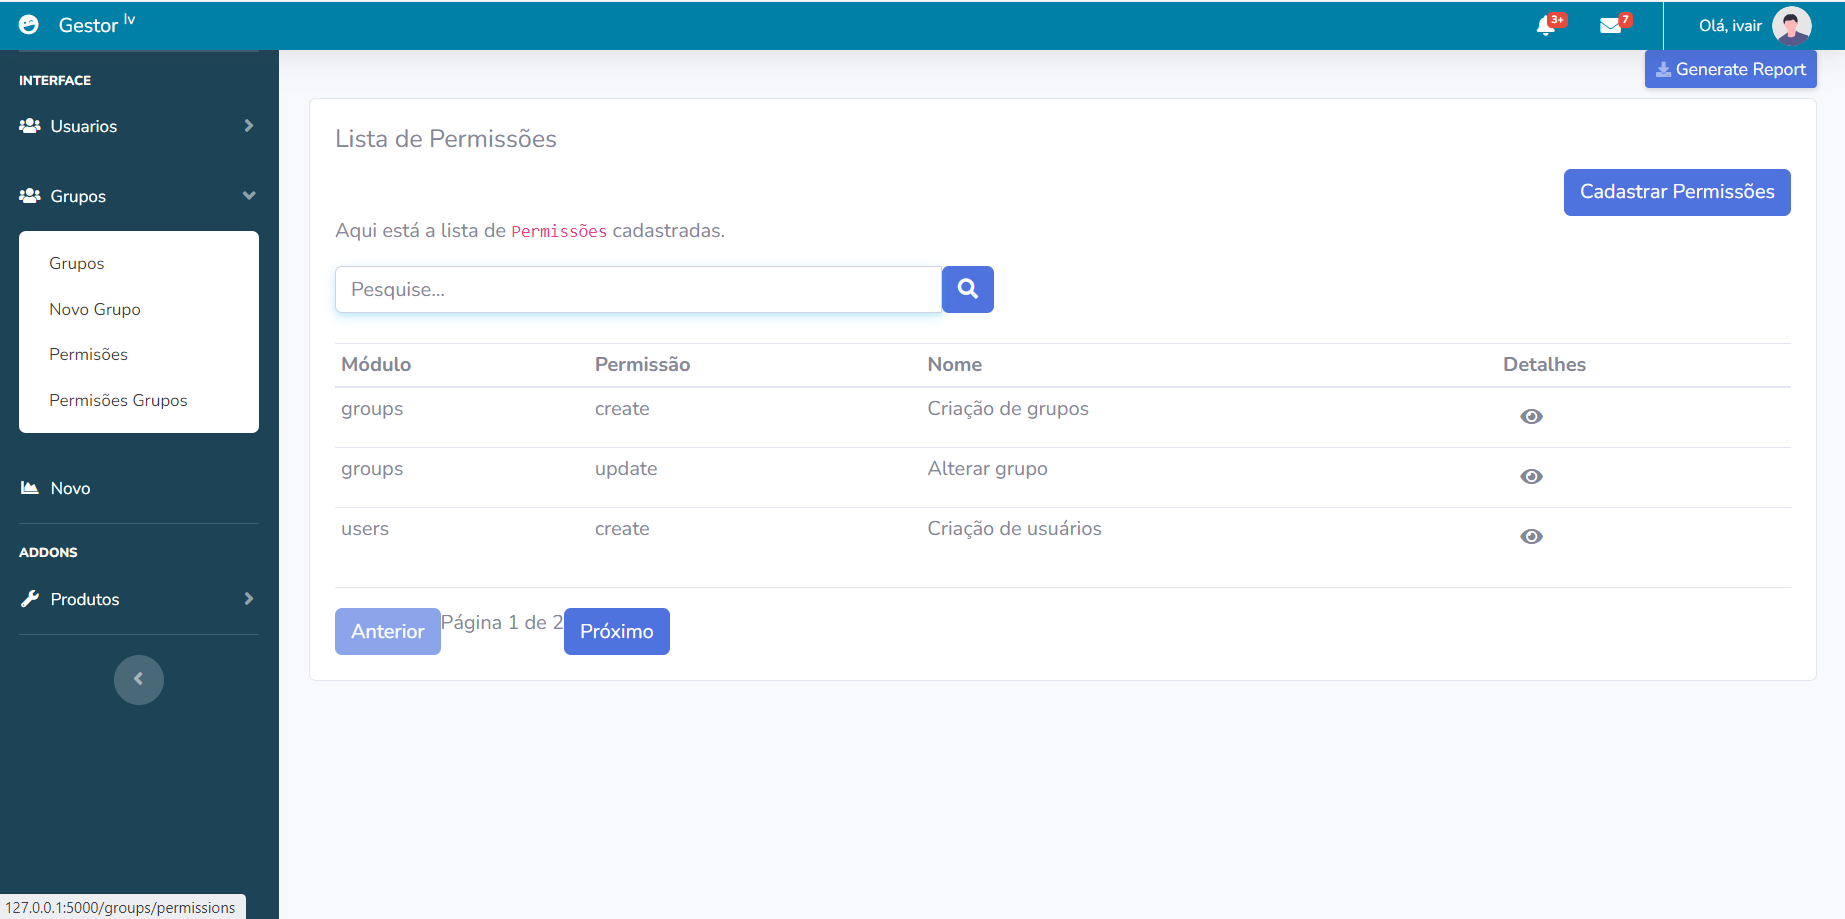 Gestor lv
3+
7
Olá, ivair
INTERFACE
Usuarios
Grupos
Grupos
Novo Grupo
Permisões
Permisões Grupos
Novo
ADDONS
Produtos
Generate Report
Lista de Permissões
Cadastrar Permissões
Aqui está a lista de Permissões cadastradas.
Pesquise...
Módulo Permissão Nome Detalhes
groups create Criação de grupos
groups update Alterar grupo
users create Criação de usuários
Anterior Página 1 de 2 Próximo
127.0.0.1:5000/groups/permissions